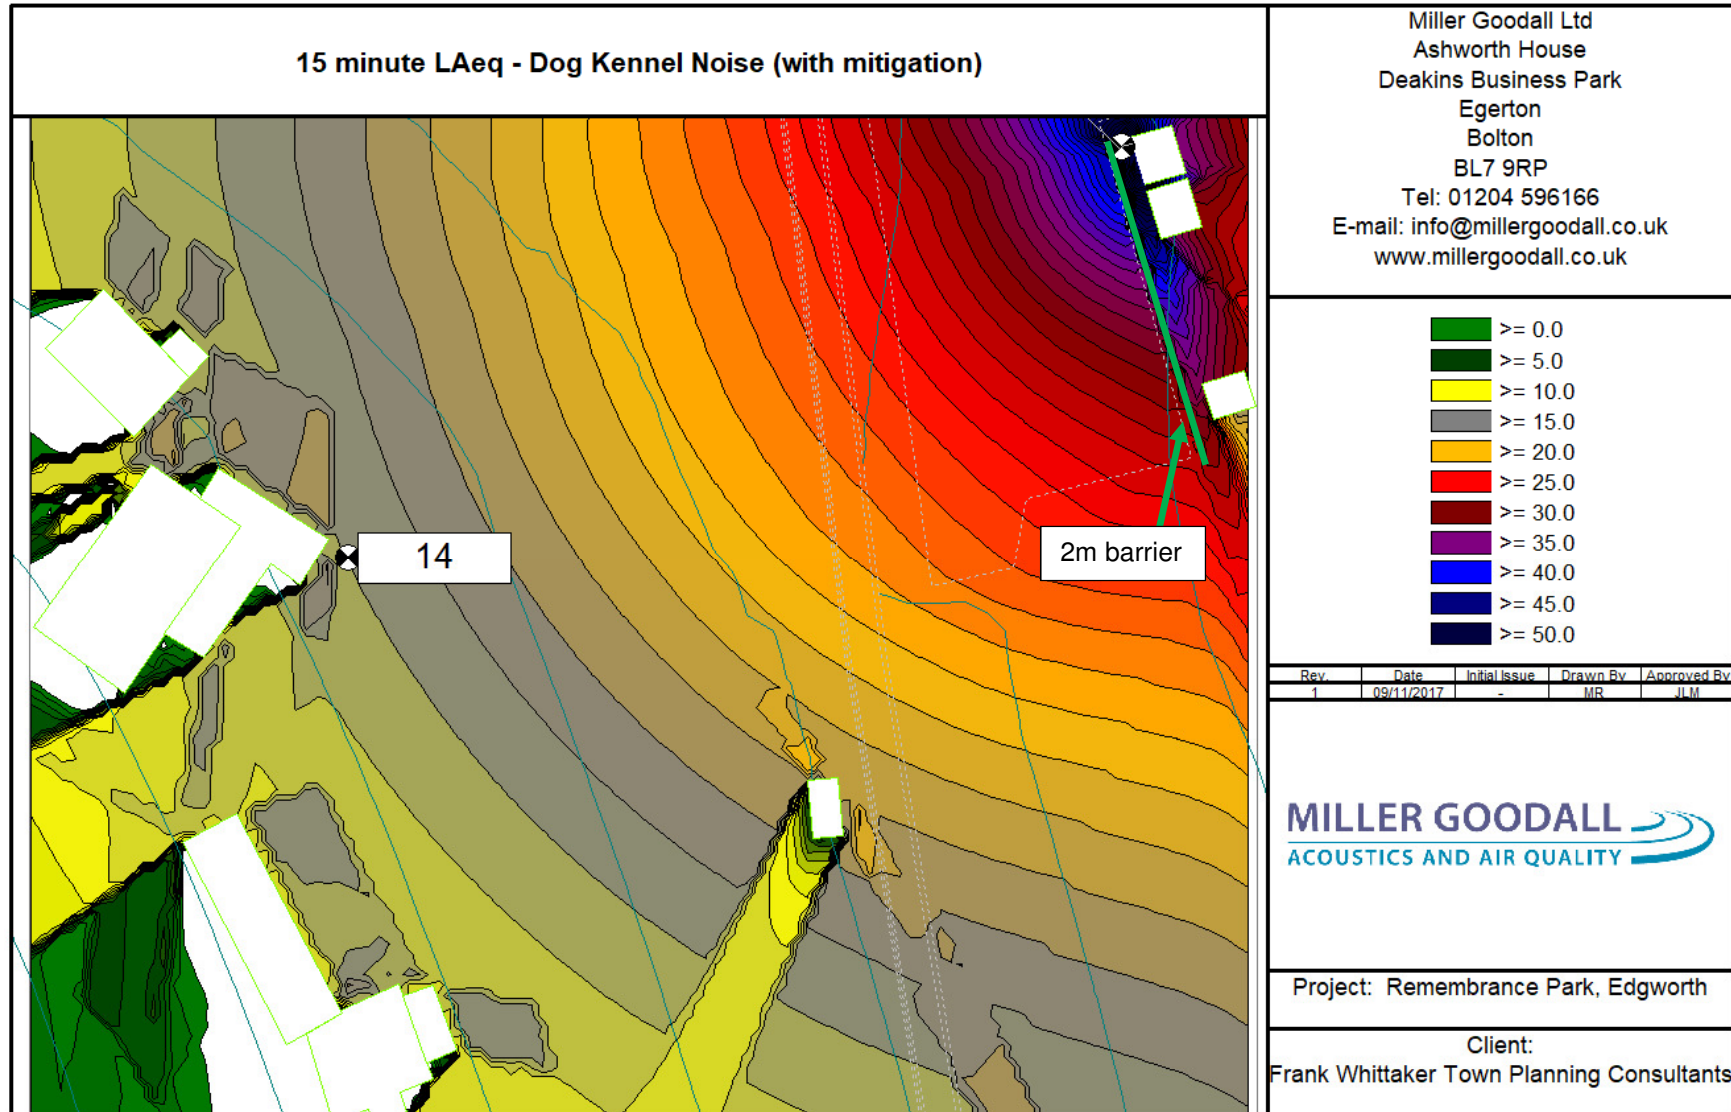 15 minute LAeq - Dog Kennel Noise (with mitigation)
14
2m barrier
Miller Goodall Ltd
Ashworth House
Deakins Business Park
Egerton
Bolton
BL7 9RP
Tel: 01204 596166
E-mail: info@millergoodall.co.uk
www.millergoodall.co.uk
>= 0.0
>= 5.0
>= 10.0
>= 15.0
>= 20.0
>= 25.0
>= 30.0
>= 35.0
>= 40.0
>= 45.0
>= 50.0
Rev. Date Initial Issue Drawn By Approved By
1 09/11/2017 - MR JLM
MILLER GOODALL
ACOUSTICS AND AIR QUALITY
Project: Remembrance Park, Edgworth
Client:
Frank Whittaker Town Planning Consultants